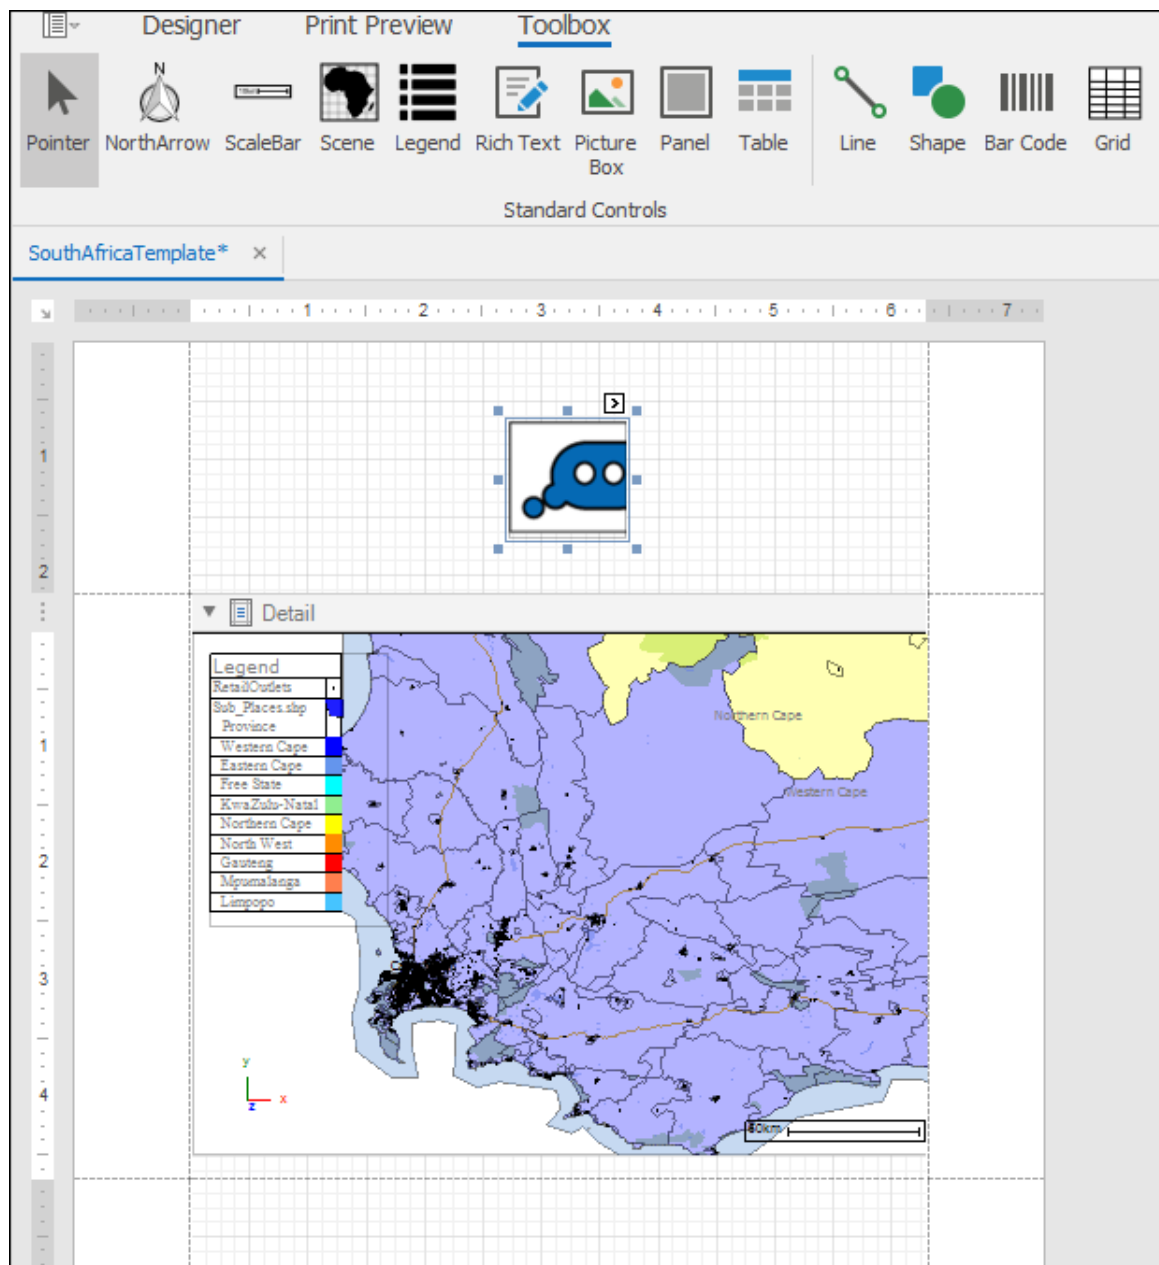 Designer Print Preview Toolbox
N
Pointer NorthArrow ScaleBar Scene Legend Rich Text Picture Box Panel Table Line Shape Bar Code Grid
Standard Controls
SouthAfricaTemplate* ×
1 2 3 4 5 6 7
1
2
Detail
Legend
RetailOutlets
Sub_Places.shp
Province
Western Cape
Eastern Cape
Free State
KwaZulu-Natal
Northern Cape
North West
Gauteng
Mpumalanga
Limpopo
Northern Cape
Western Cape
1
2
3
4
y
x
z
60km